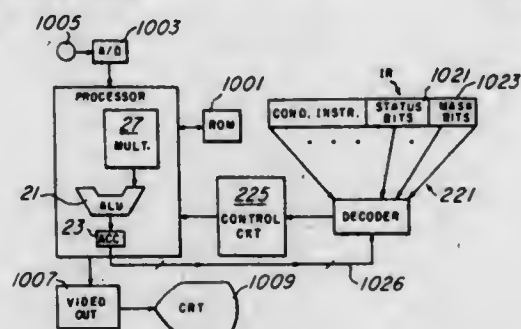 1005
A/D
1003
PROCESSOR
1001
ROM
27
MULT.
21
ALU
23
ACC
IR
1021
1023
COND. INSTR.
STATUS BITS
MASK BITS
221
DECODER
225
CONTROL
CRT
1026
1007
VIDEO
OUT
CRT
1009